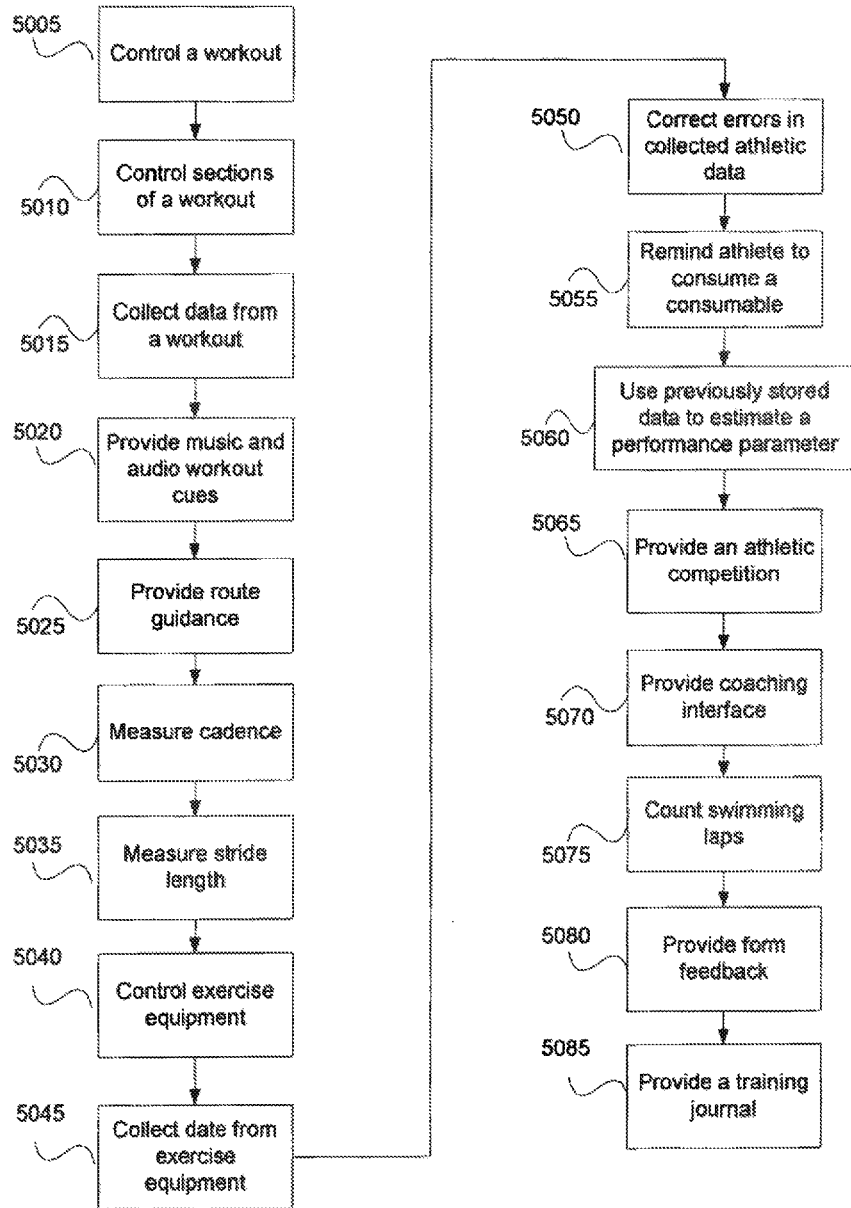 5005
Control a workout
Control sections
of a workout
5010
Collect data from
a workout
5015
5020
Provide music and
audio workout
cues
Provide route
guidance
5025
Measure cadence
5030
5035
Measure stride
length
5040
Control exercise
equipment
5045
Collect date from
exercise
equipment
5050
Correct errors in
collected athletic
data
Remind athlete to
consume a
consumable
5055
Use previously stored
data to estimate a
performance parameter
5060
5065
Provide an athletic
competition
Provide coaching
interface
5070
Count swimming
laps
5075
5080
Provide form
feedback
5085
Provide a training
journal